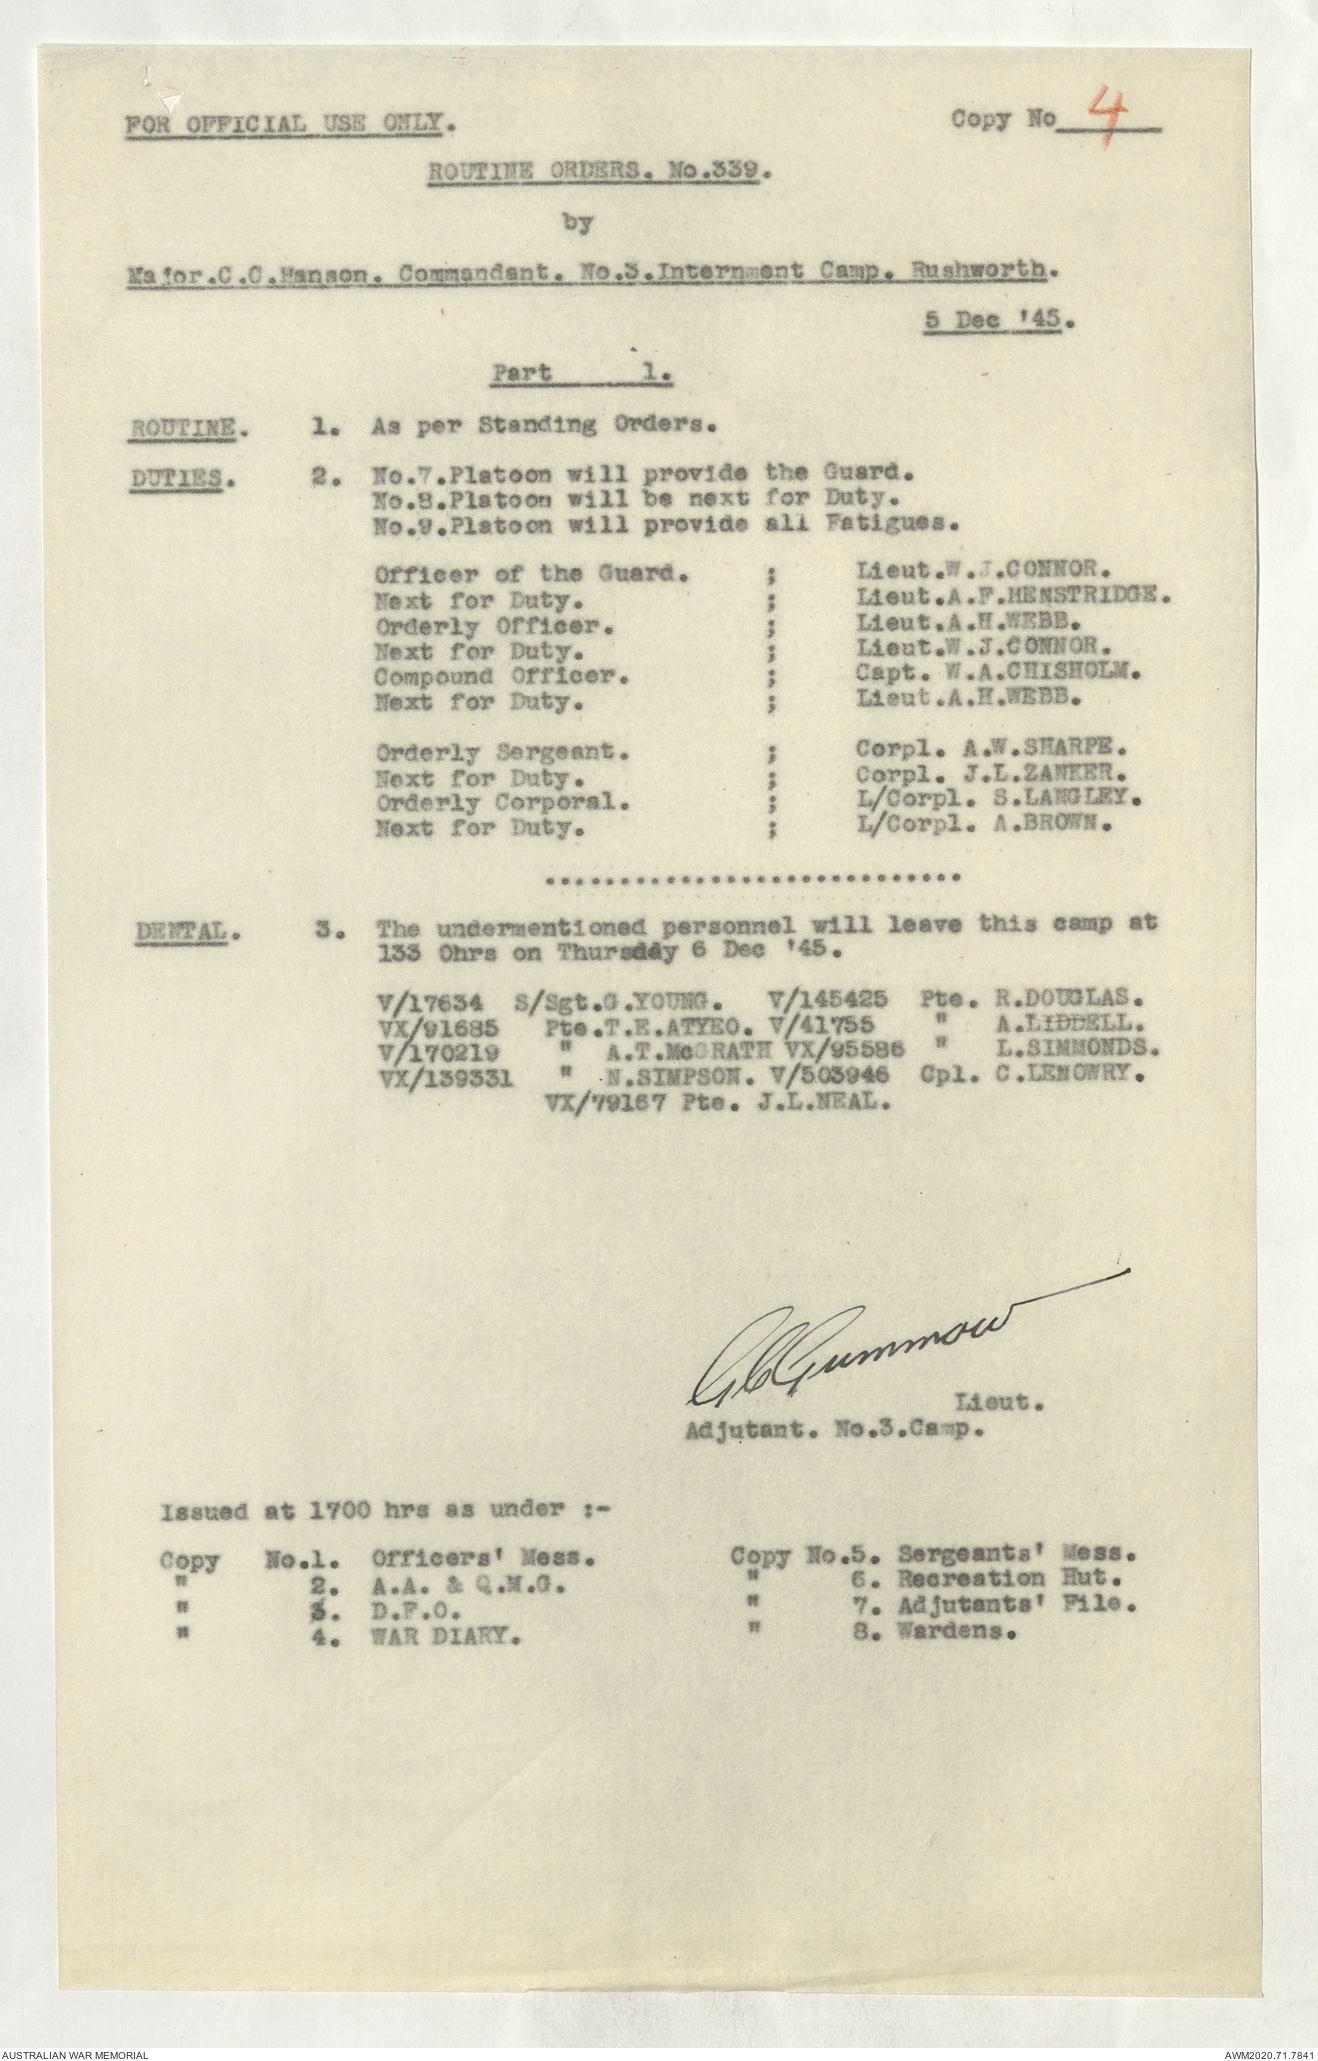 FOR OFFICIAL USE ONLY. Copy No 4
ROUTINE ORDERS. No.339.
by
Major.C.C.Hanson. Commandant. No.3.Internment Camp. Rushworth.
5 Dec '45.
Part 1.
ROUTINE. 1. As per Standing Orders.
DUTIES. 2. No.7.Platoon will provide the Guard.
No.8.Platoon will be next for Duty.
No.9.Platoon will provide all Fatigues.
Officer of the Guard. ; Lieut.W.J.CONNOR.
Next for Duty. ; Lieut.A.F.HENSTRIDGE.
Orderly Officer. ; Lieut.A.H.WEBB.
Next for Duty. ; Lieut.W.J.CONNOR.
Compound Officer. ; Capt. W.A.CHISHOLM.
Next for Duty. ; Lieut.A.H.WEBB.
Orderly Sergeant. ; Corpl. A.W.SHARPE.
Next for Duty. ; Corpl. J.L.ZANKER.
Orderly Corporal. ; L/Corpl. S.LANGLEY.
Next for Duty. ; L/Corpl. A.BROWN.
............................
DENTAL. 3. The undermentioned personnel will leave this camp at
133 0hrs on Thursday 6 Dec '45.
V/17634 S/Sgt.G.YOUNG. V/145425 Pte. R.DOUGLAS.
VX/91685 Pte.T.E.ATYEO. V/41755 " A.LIDDELL.
V/170219 " A.T.McGRATH VX/95586 " L.SIMMONDS.
VX/139331 " N.SIMPSON. V/503946 Cpl. C.LENOWRY.
VX/79167 Pte. J.L.NEAL.
GCGummow
Lieut.
Adjutant. No.3.Camp.
Issued at 1700 hrs as under :-
Copy No.1. Officers' Mess. Copy No.5. Sergeants' Mess.
" 2. A.A. & Q.M.G. " 6. Recreation Hut.
" 3. D.F.O. " 7. Adjutants' File.
" 4. WAR DIARY. " 8. Wardens.
AUSTRALIAN WAR MEMORIAL AWM2020.71.7841